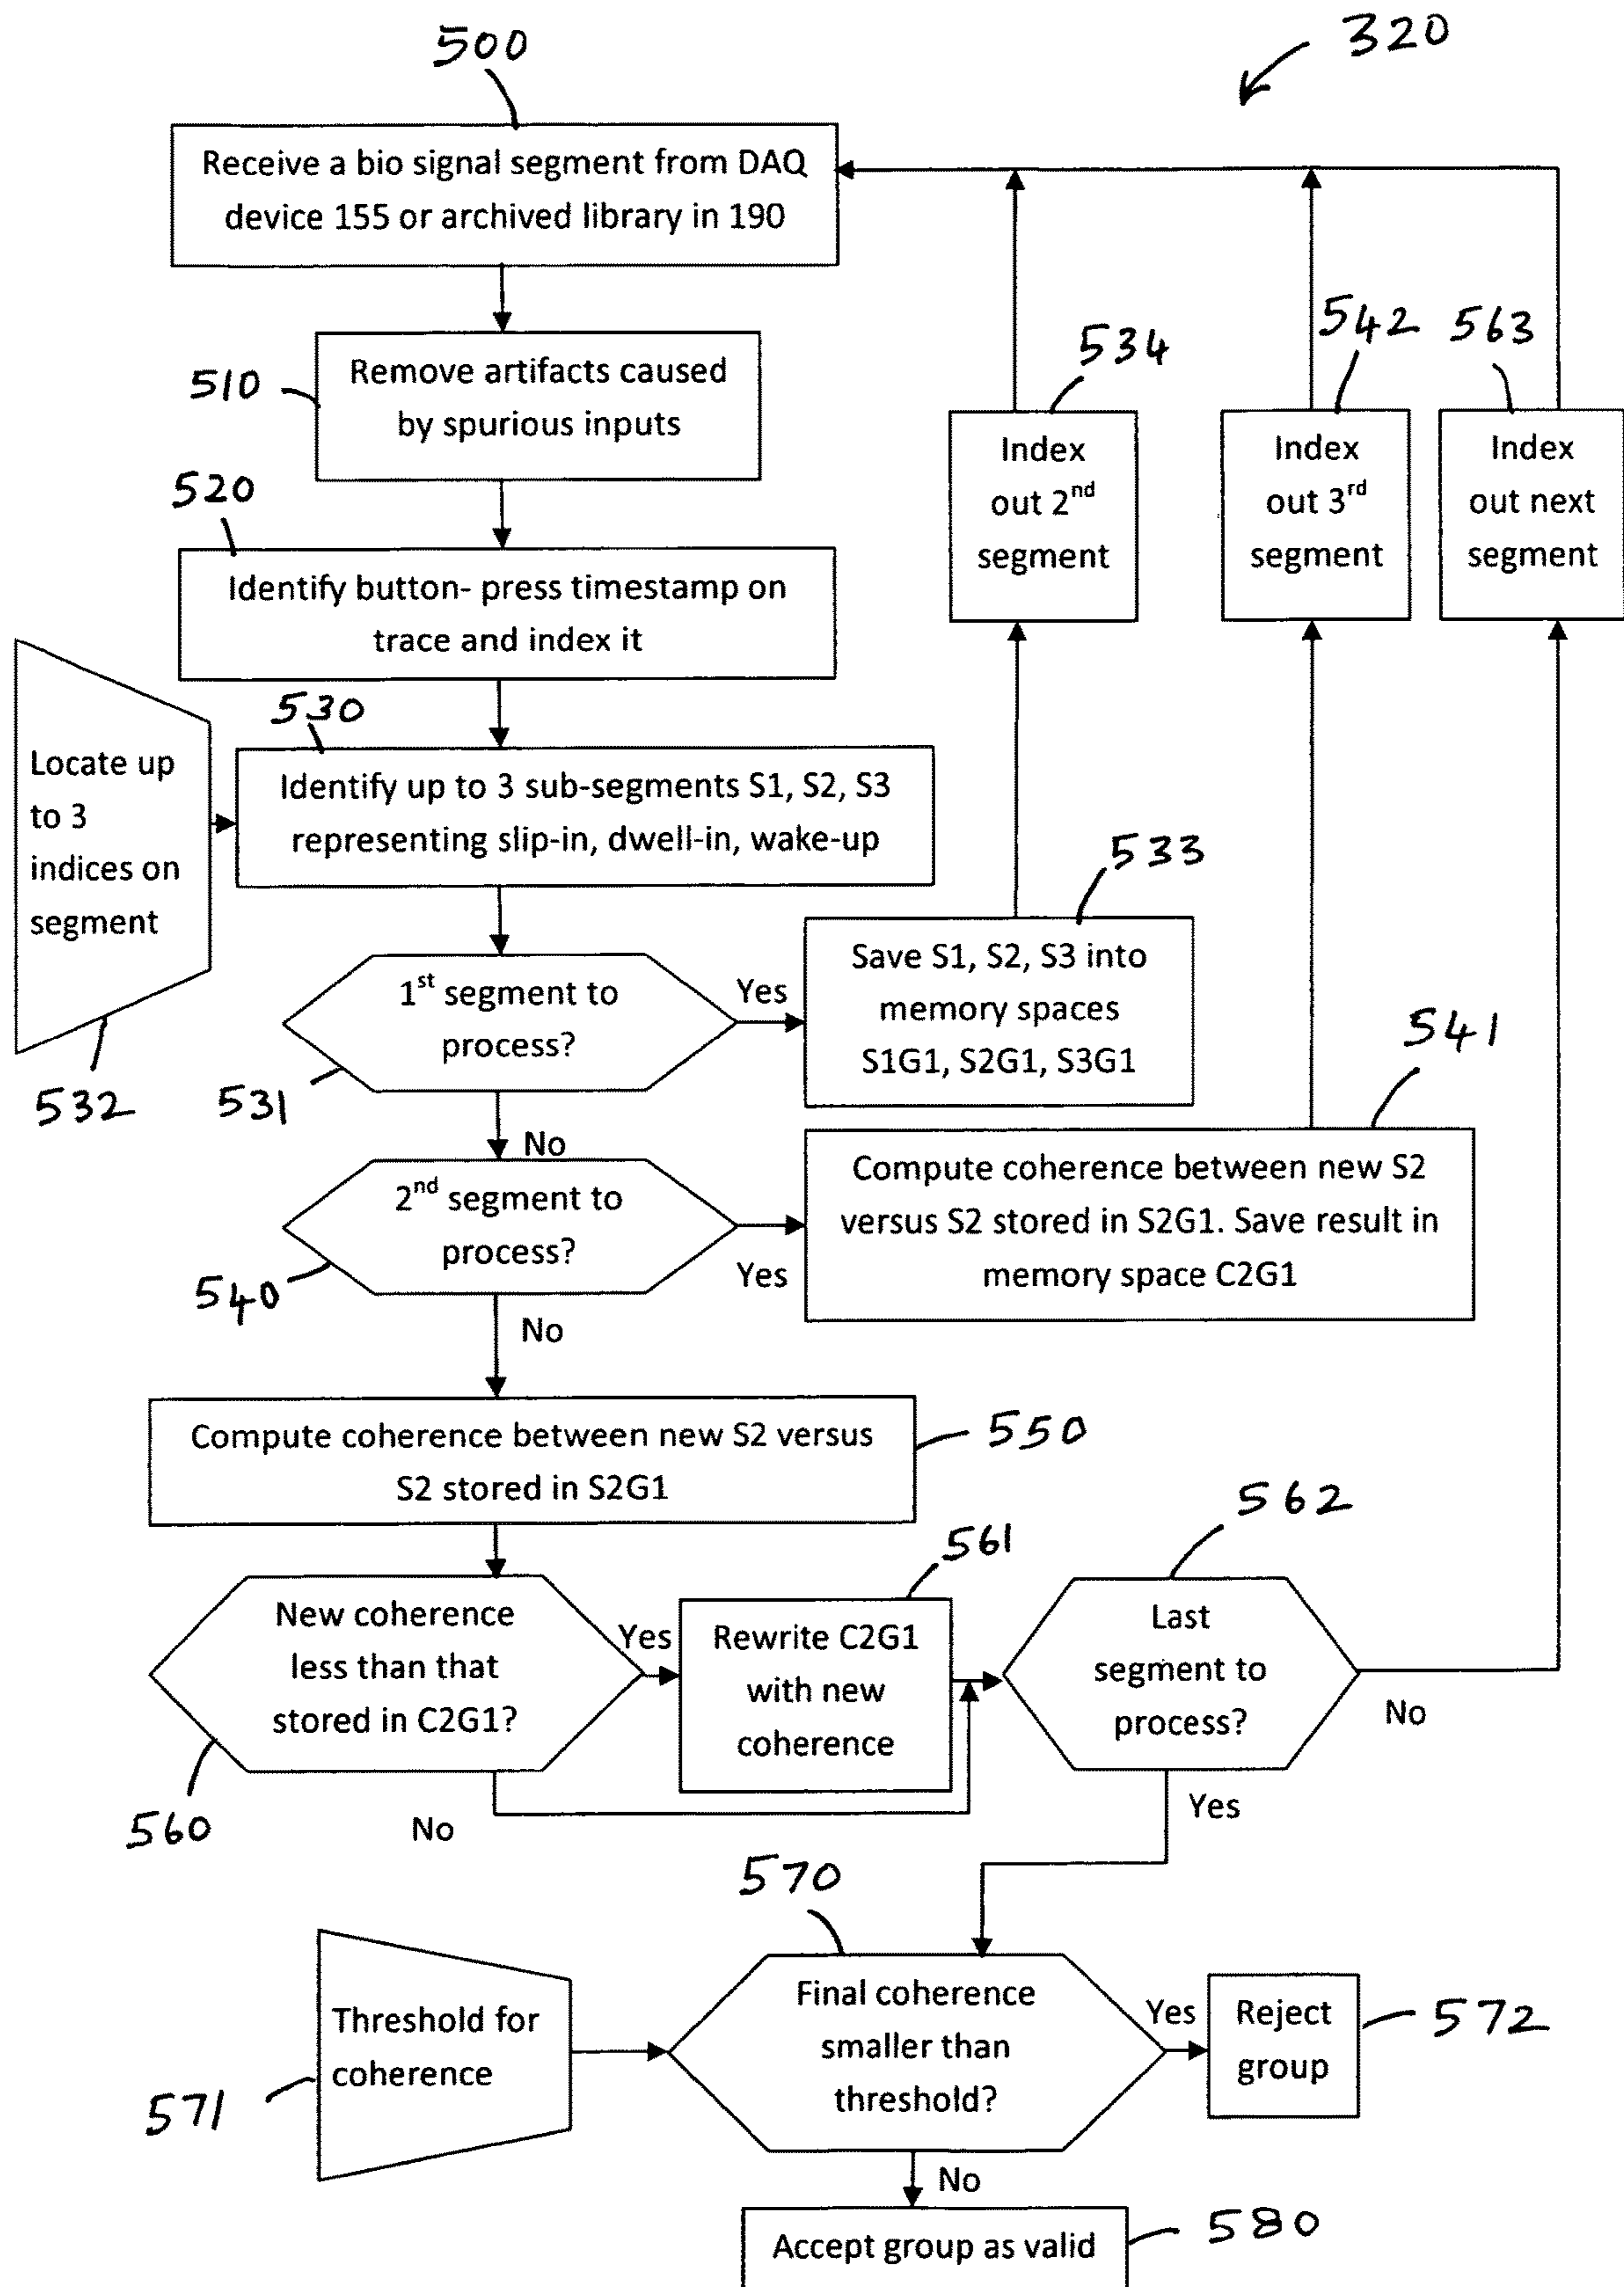 500
320
Receive a bio signal segment from DAQ
device 155 or archived library in 190
510
Remove artifacts caused
by spurious inputs
534
Index
out 2nd
segment
542
Index
out 3rd
segment
563
Index
out next
segment
520
Identify button- press timestamp on
trace and index it
Locate up
to 3
indices on
segment
532
530
Identify up to 3 sub-segments S1, S2, S3
representing slip-in, dwell-in, wake-up
533
Save S1, S2, S3 into
memory spaces
S1G1, S2G1, S3G1
1st segment to
process?
Yes
531
No
541
2nd segment to
process?
Yes
540
No
Compute coherence between new S2
versus S2 stored in S2G1. Save result in
memory space C2G1
Compute coherence between new S2 versus
S2 stored in S2G1
550
New coherence
less than that
stored in C2G1?
Yes
560
No
561
Rewrite C2G1
with new
coherence
562
Last
segment to
process?
No
Yes
570
Threshold for
coherence
571
Final coherence
smaller than
threshold?
Yes
Reject
group
572
No
Accept group as valid
580